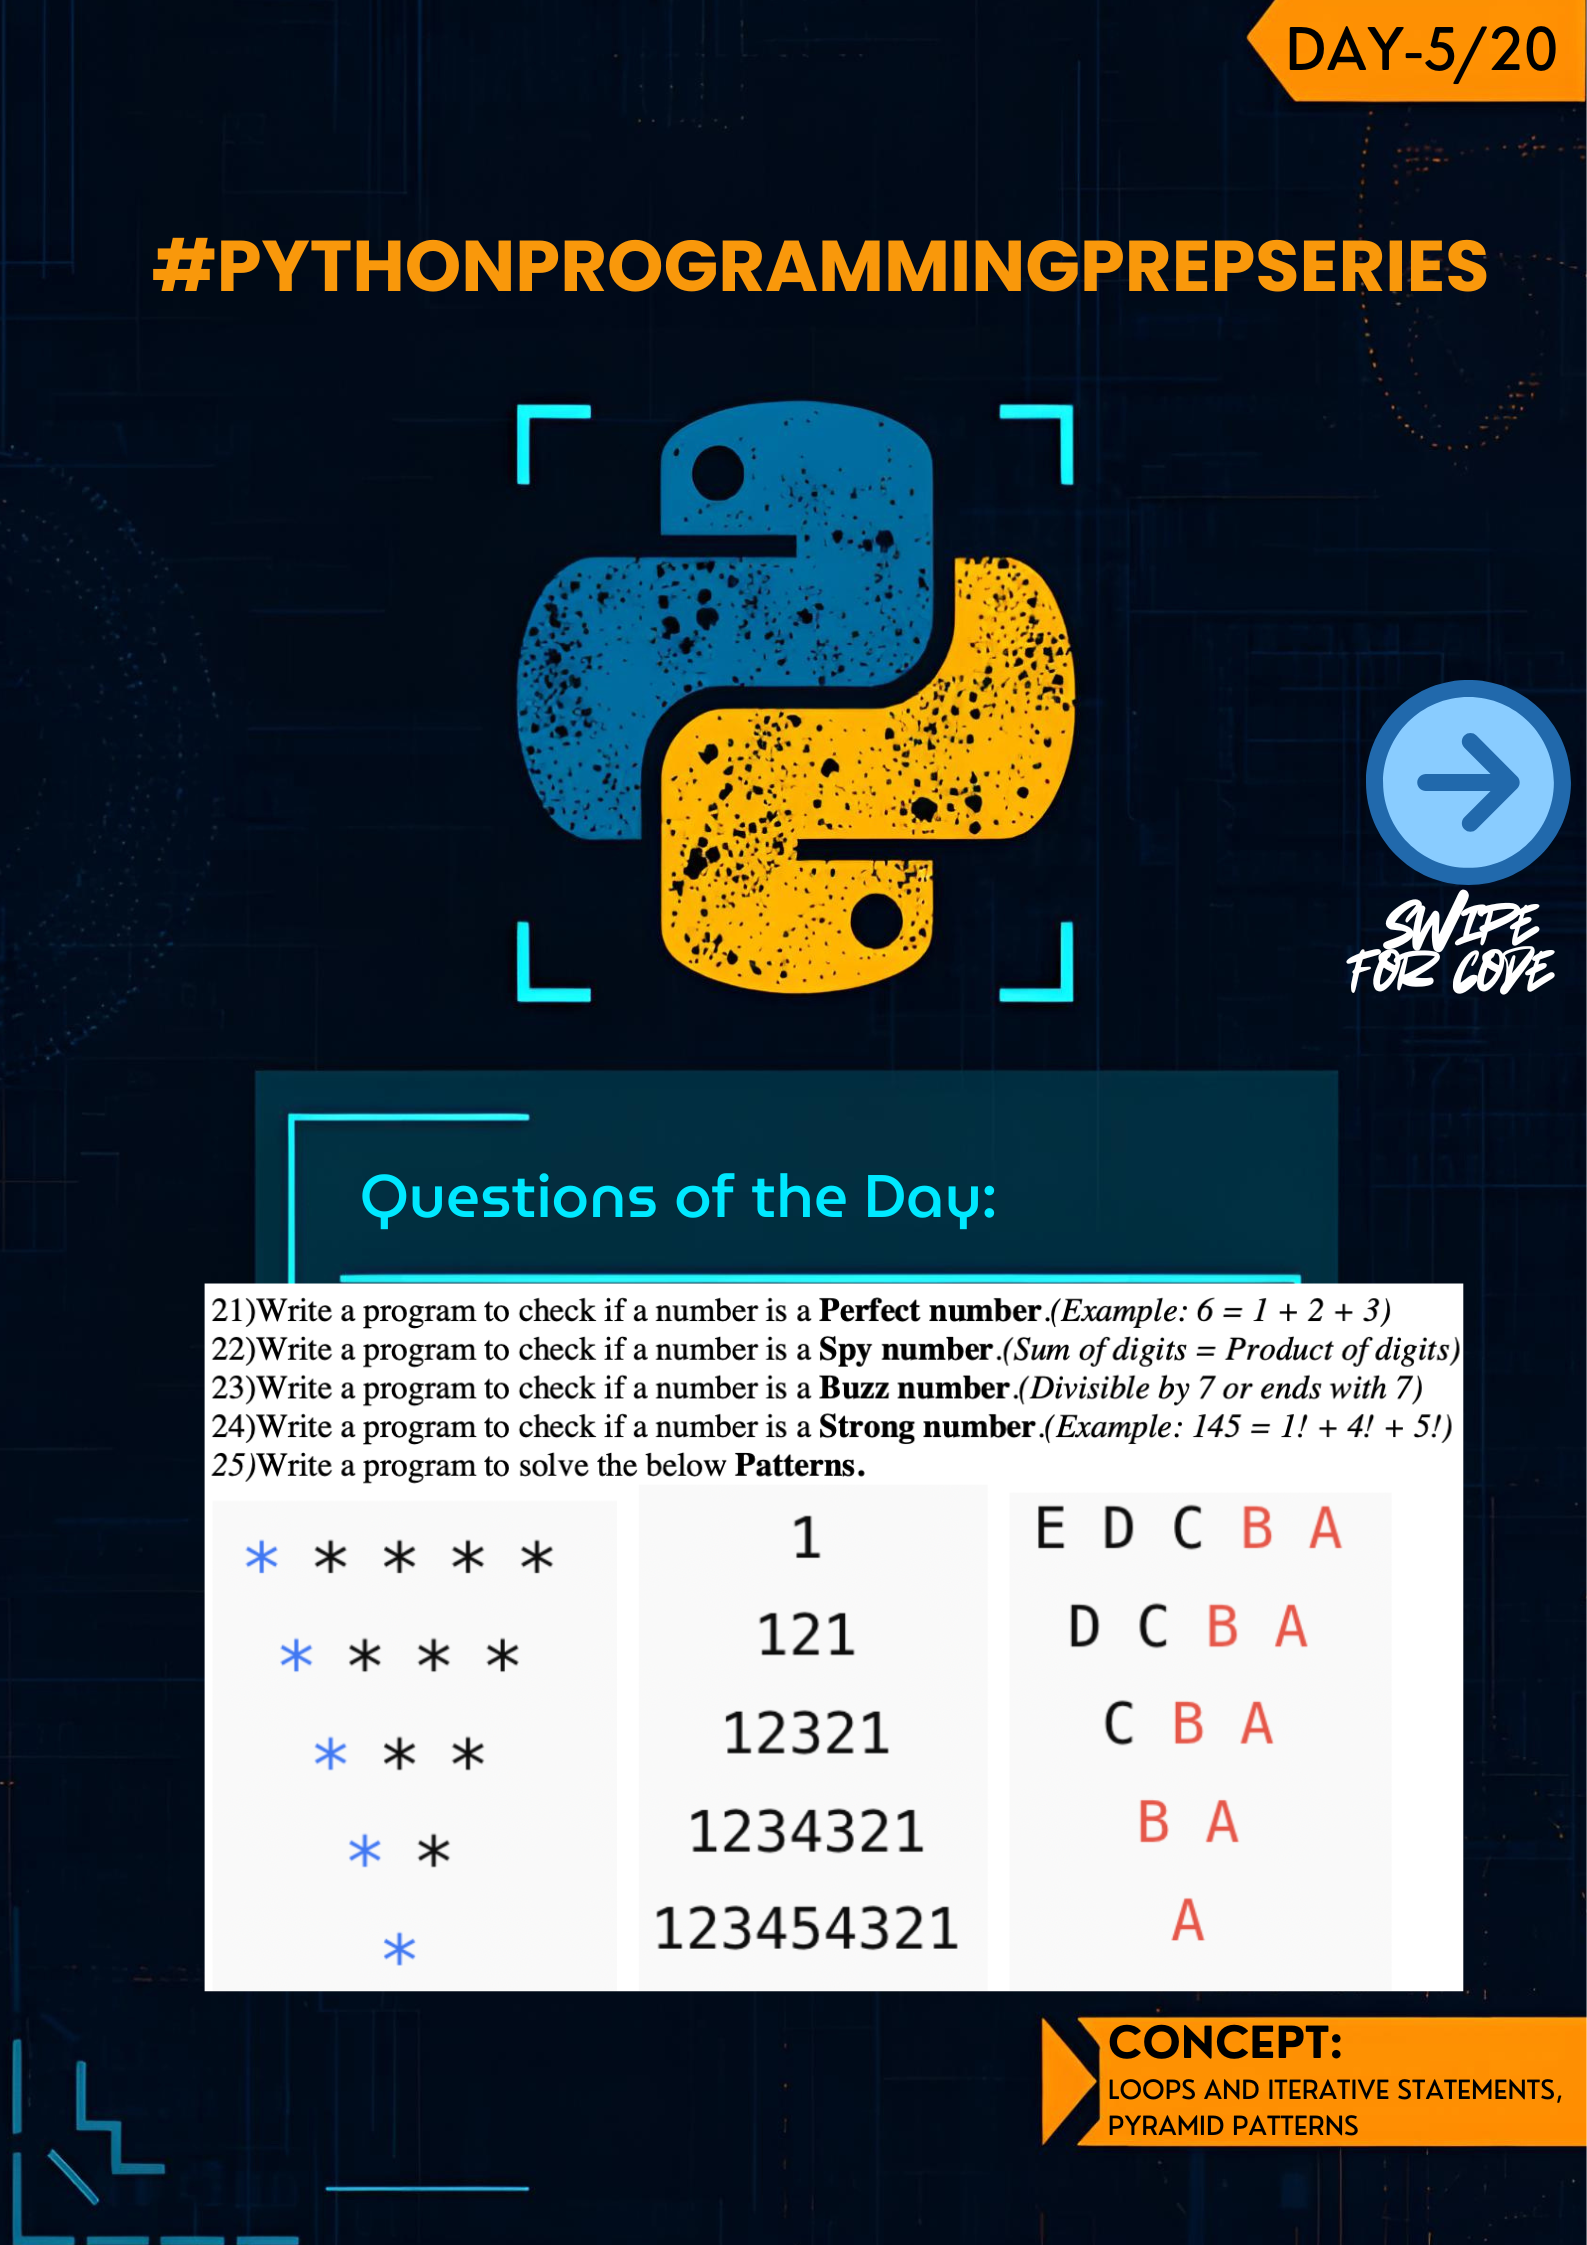 DAY-5/20
#PYTHONPROGRAMMINGPREPSERIES
SWIPE
FOR CODE
Questions of the Day:
21)Write a program to check if a number is a Perfect number.(Example: 6 = 1 + 2 + 3)
22)Write a program to check if a number is a Spy number.(Sum of digits = Product of digits)
23)Write a program to check if a number is a Buzz number.(Divisible by 7 or ends with 7)
24)Write a program to check if a number is a Strong number.(Example: 145 = 1! + 4! + 5!)
25)Write a program to solve the below Patterns.
* * * * *
* * * *
* * *
* *
*
1
121
12321
1234321
123454321
E D C B A
D C B A
C B A
B A
A
CONCEPT:
LOOPS AND ITERATIVE STATEMENTS,
PYRAMID PATTERNS